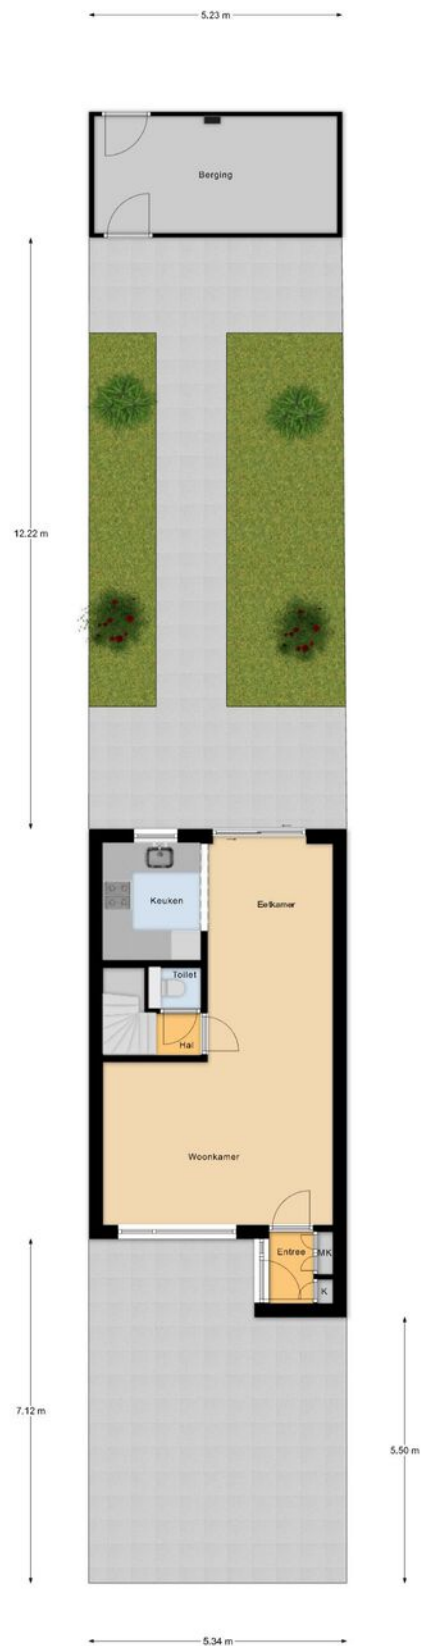 5.23 m
Berging
12.22 m
Keuken
Eetkamer
Toilet
Hal
Woonkamer
Entree
MK
K
7.12 m
5.50 m
5.34 m